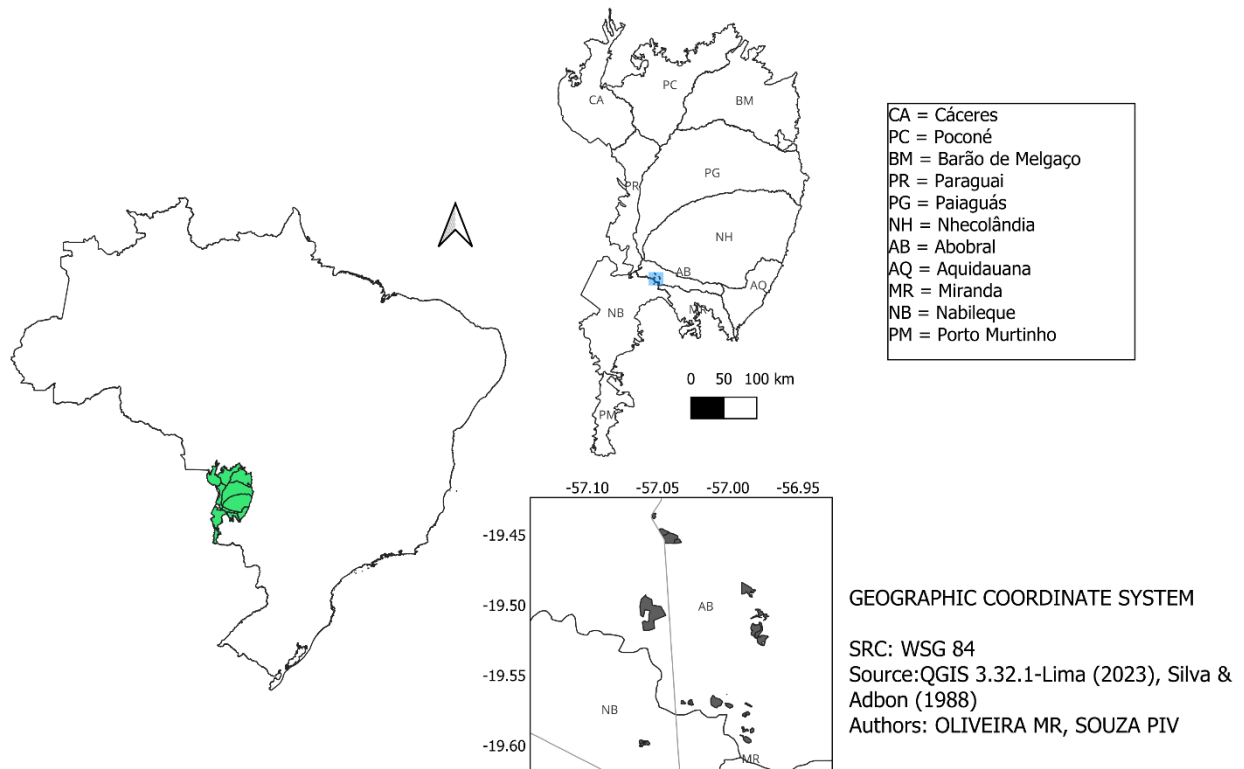 CA
PC
BM
PR
PG
NH
AB
AQ
NB
MR
PM
0 50 100 km
CA = Cáceres
PC = Poconé
BM = Barão de Melgaço
PR = Paraguai
PG = Paiaguás
NH = Nhecolândia
AB = Abobral
AQ = Aquidauana
MR = Miranda
NB = Nabileque
PM = Porto Murtinho
-57.10 -57.05 -57.00 -56.95
-19.45
-19.50
-19.55
-19.60
AB
NB
MR
GEOGRAPHIC COORDINATE SYSTEM
SRC: WSG 84
Source:QGIS 3.32.1-Lima (2023), Silva &
Adbon (1988)
Authors: OLIVEIRA MR, SOUZA PIV